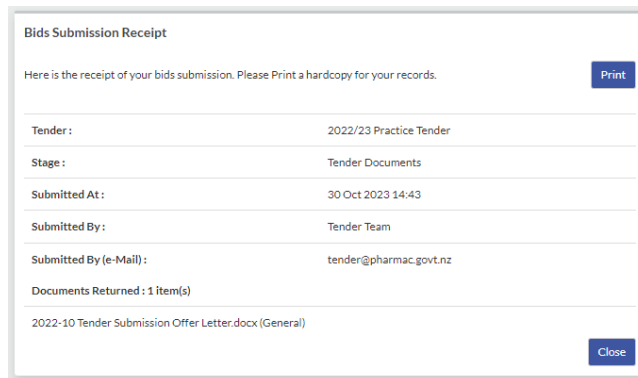 Bids Submission Receipt
Here is the receipt of your bids submission. Please Print a hardcopy for your records.
Print
Tender : 2022/23 Practice Tender
Stage : Tender Documents
Submitted At : 30 Oct 2023 14:43
Submitted By : Tender Team
Submitted By (e-Mail) : tender@pharmac.govt.nz
Documents Returned : 1 item(s)
2022-10 Tender Submission Offer Letter.docx (General)
Close